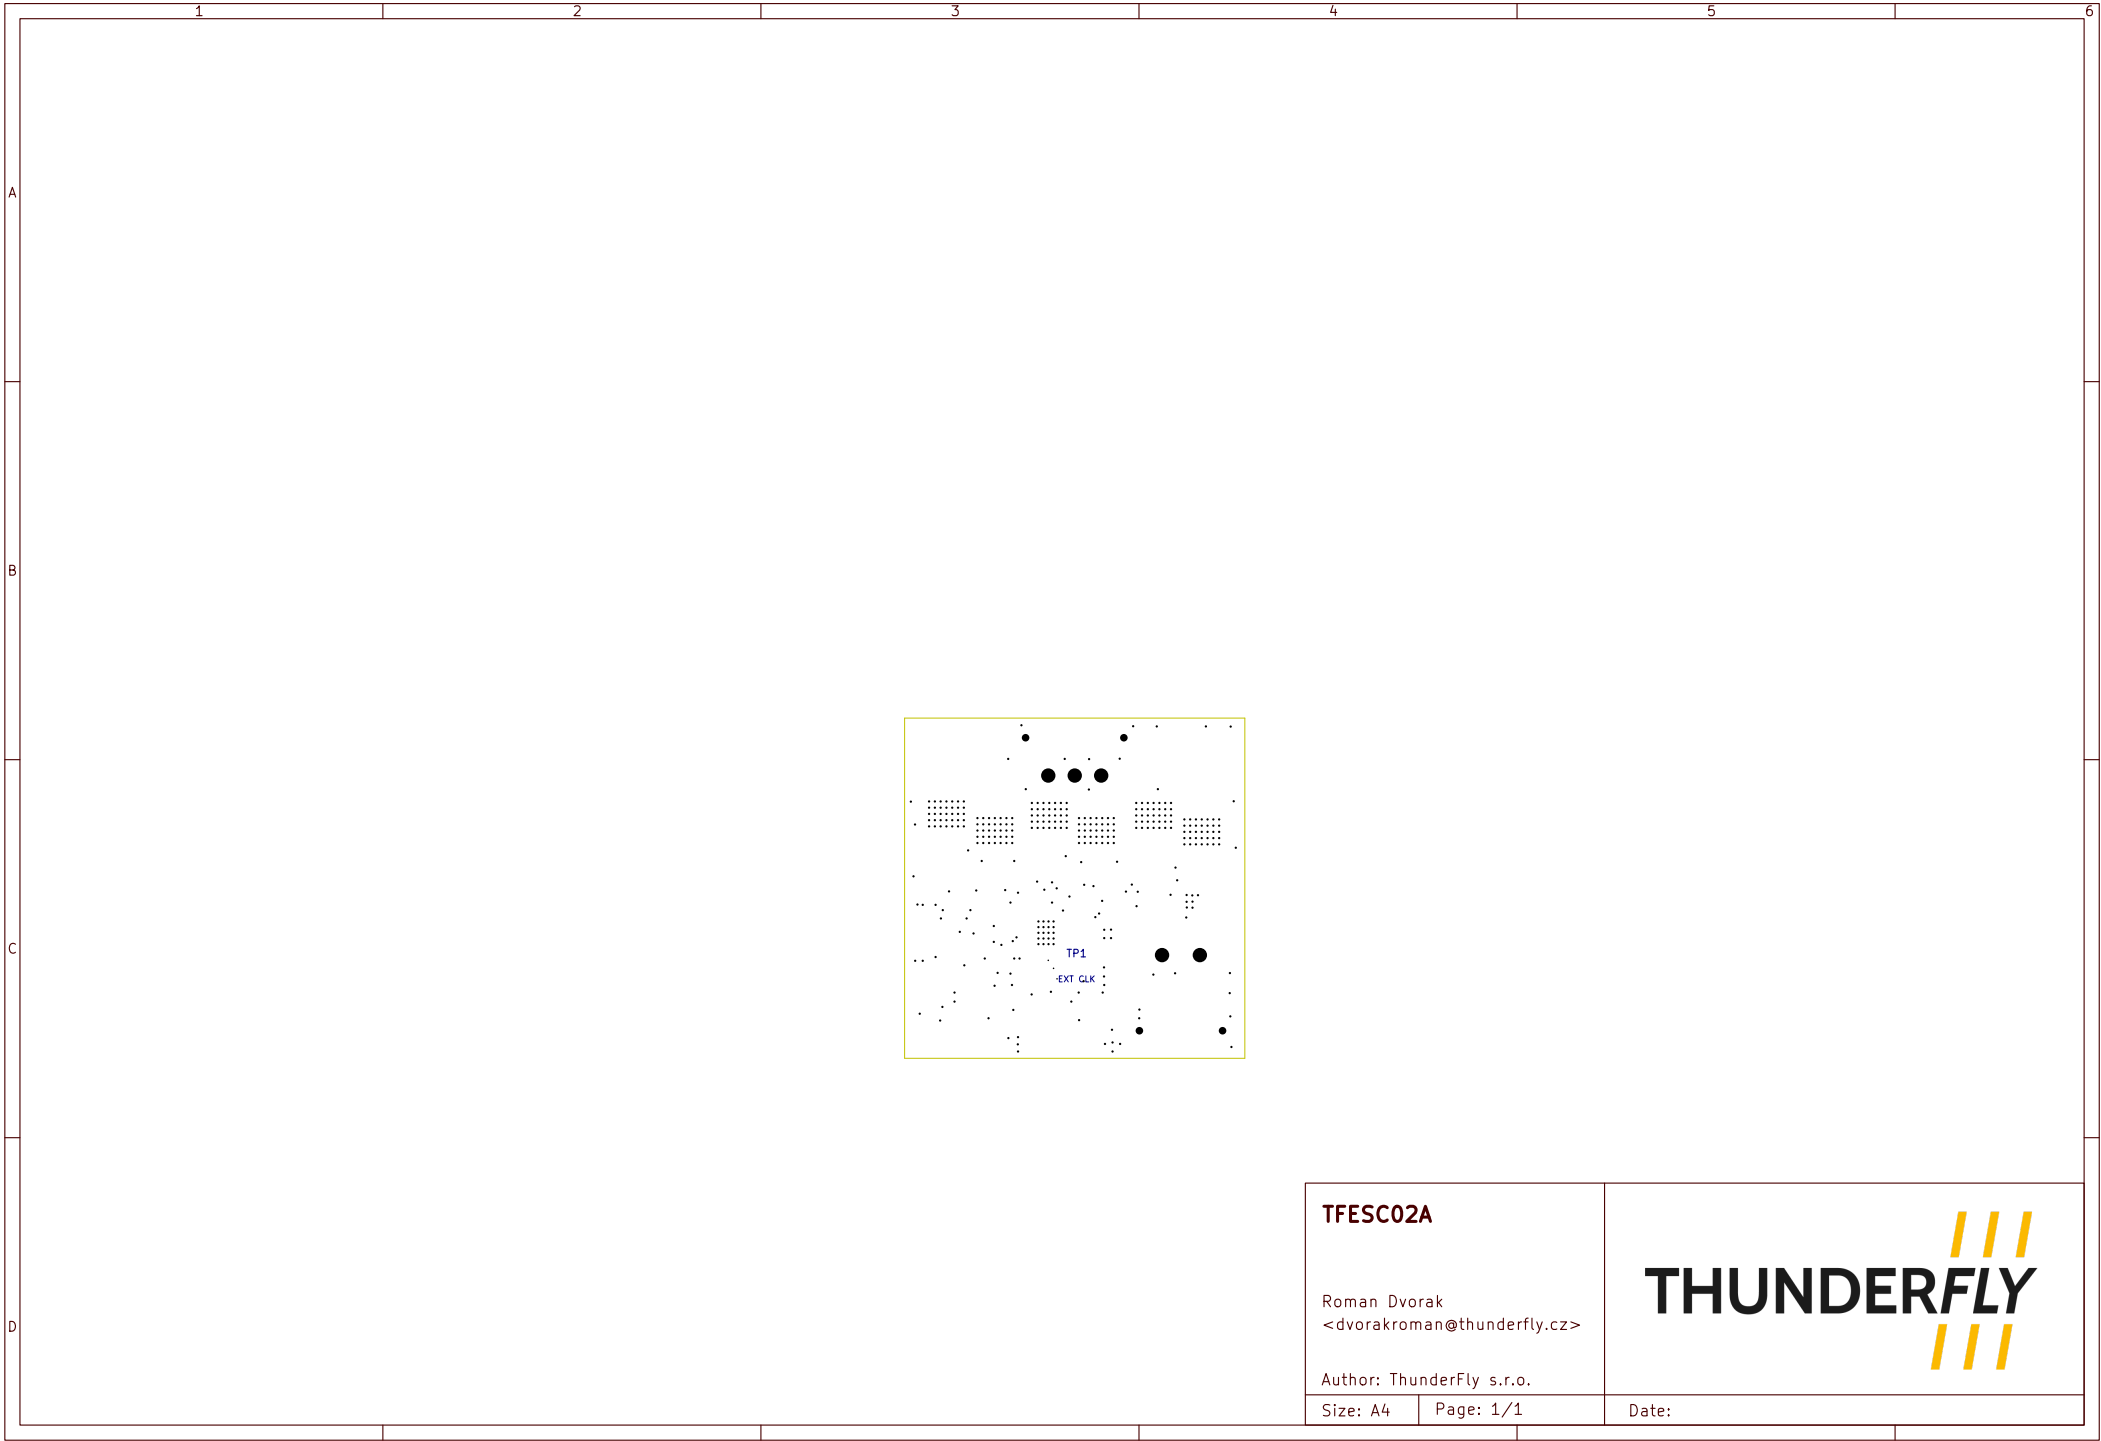 1 2 3 4 5 6
A
B
C
D
TP1
EXT CLK
TFESC02A
Roman Dvorak
<dvorakroman@thunderfly.cz>
Author: ThunderFly s.r.o.
Size: A4 Page: 1/1 Date:
THUNDERFLY